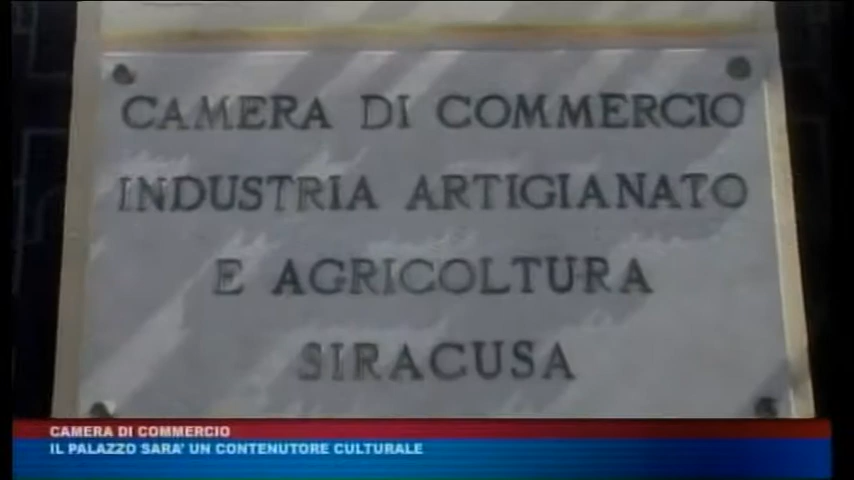 CAMERA DI COMMERCIO
INDUSTRIA ARTIGIANATO
E AGRICOLTURA
SIRACUSA
CAMERA DI COMMERCIO
IL PALAZZO SARA' UN CONTENUTORE CULTURALE